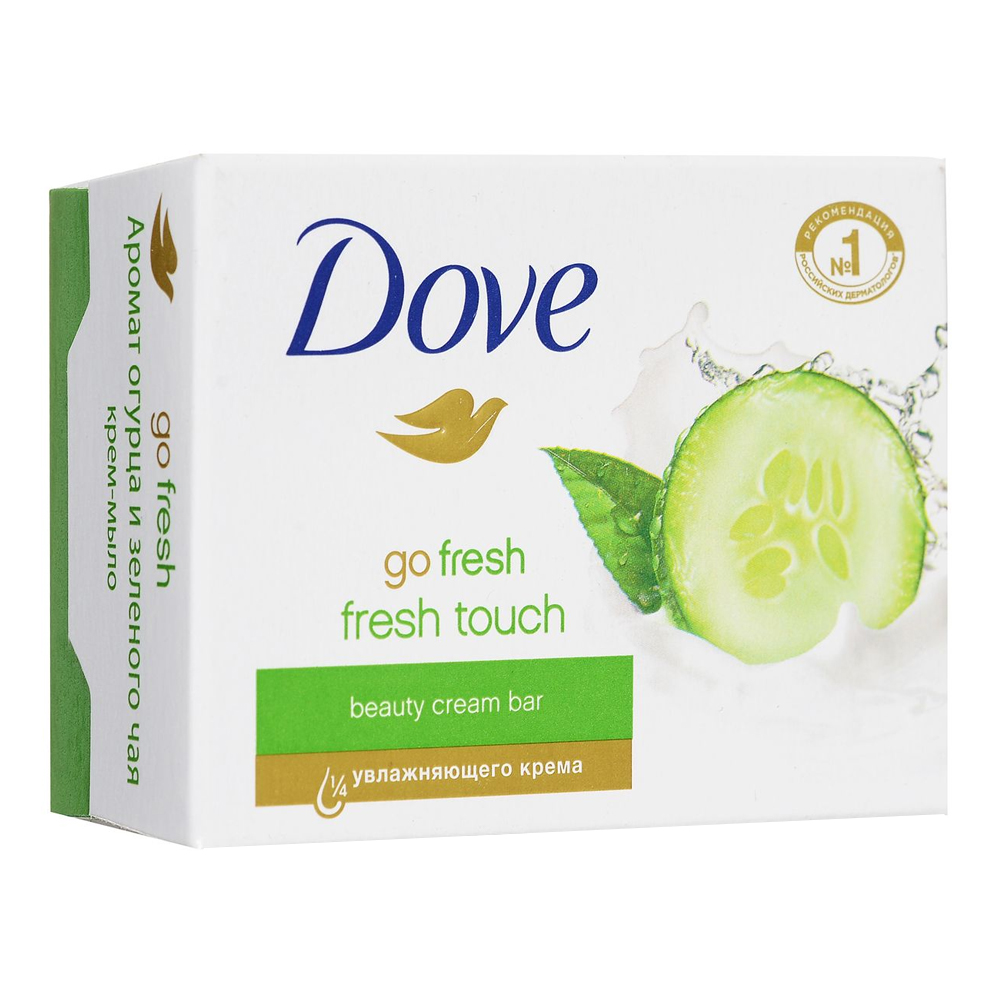 Dove
go fresh
fresh touch
beauty cream bar
1/4 увлажняющего крема
РЕКОМЕНДАЦИЯ
№1
РОССИЙСКИХ ДЕРМАТОЛОГОВ*
go fresh
Аромат огурца и зеленого чая
крем-мыло